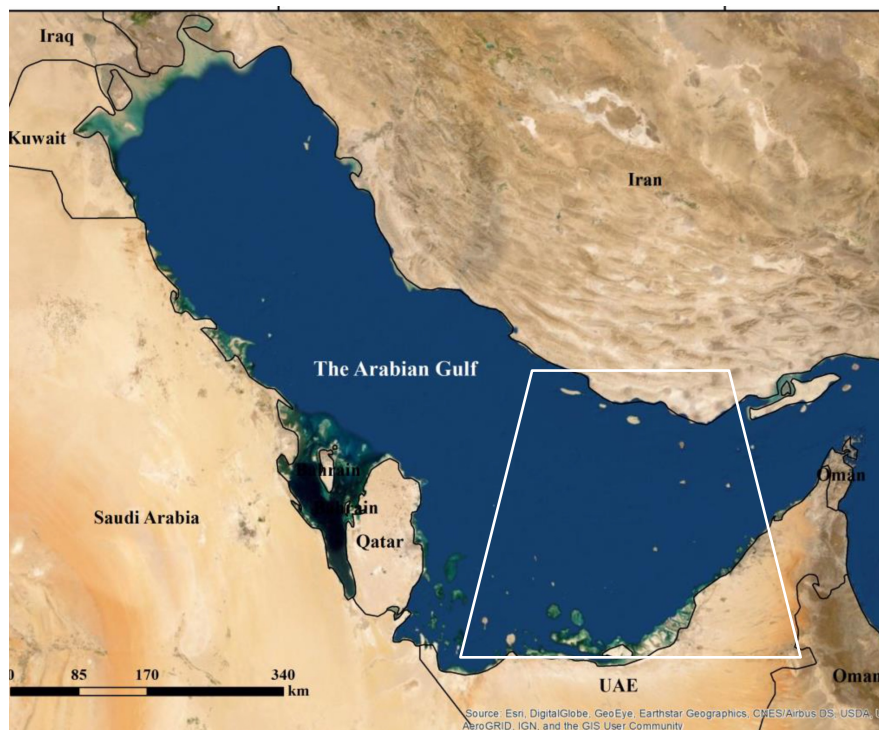 Iraq
Kuwait
Iran
The Arabian Gulf
Bahrain
Oman
Saudi Arabia
Qatar
85 170 340
km
UAE
Oman
Source: Esri, DigitalGlobe, GeoEye, Earthstar Geographics, CNES/Airbus DS, USDA,
AeroGRID, IGN, and the GIS User Community